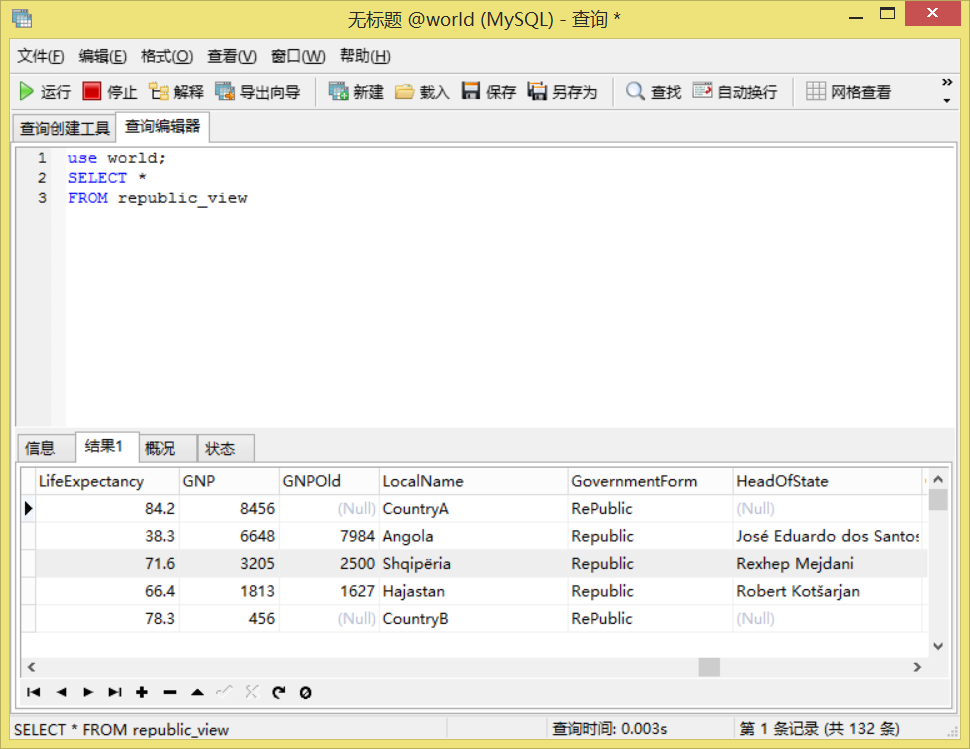 无标题 @world (MySQL) - 查询 *
文件(F) 编辑(E) 格式(O) 查看(V) 窗口(W) 帮助(H)
运行 停止 解释 导出向导 新建 载入 保存 另存为 查找 自动换行 网格查看 »
查询创建工具 查询编辑器
1 use world;
2 SELECT *
3 FROM republic_view
信息 结果1 概况 状态
LifeExpectancy GNP GNPOld LocalName GovernmentForm HeadOfState
84.2 8456 (Null) CountryA RePublic (Null)
38.3 6648 7984 Angola Republic José Eduardo dos Santos
71.6 3205 2500 Shqipëria Republic Rexhep Mejdani
66.4 1813 1627 Hajastan Republic Robert Kotšarjan
78.3 456 (Null) CountryB RePublic (Null)
SELECT * FROM republic_view 查询时间: 0.003s 第 1 条记录 (共 132 条)